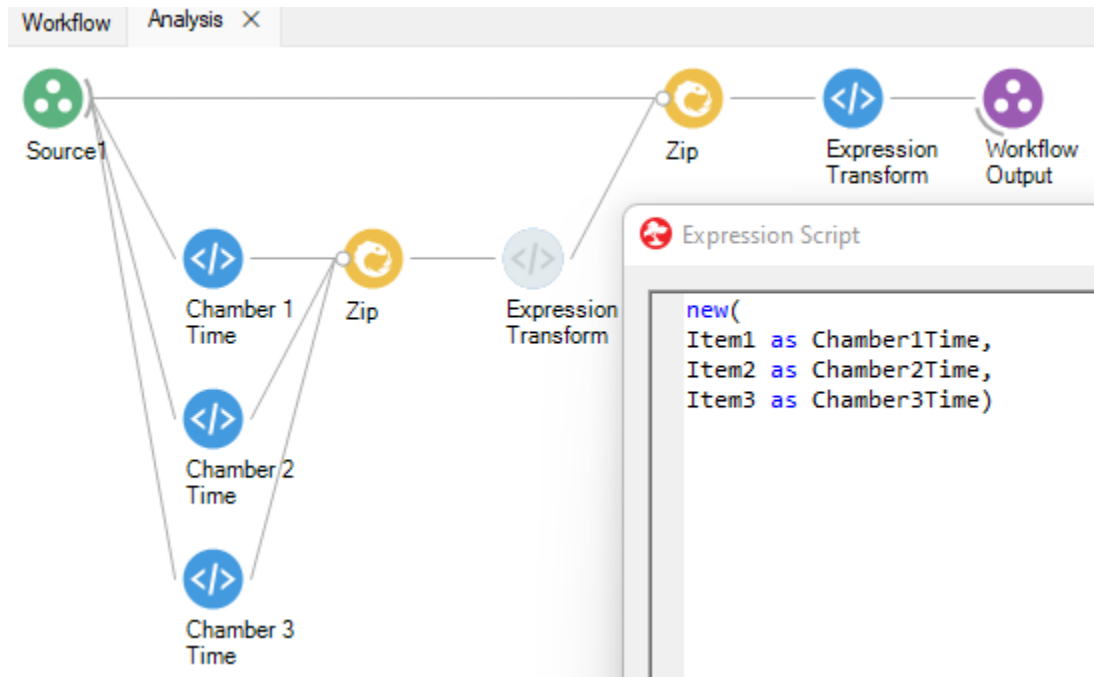 Workflow
Analysis
Source1
Zip
Expression
Transform
Workflow
Output
Chamber 1
Time
Zip
Expression
Transform
Chamber 2
Time
Chamber 3
Time
Expression Script
new(
Item1 as Chamber1Time,
Item2 as Chamber2Time,
Item3 as Chamber3Time)